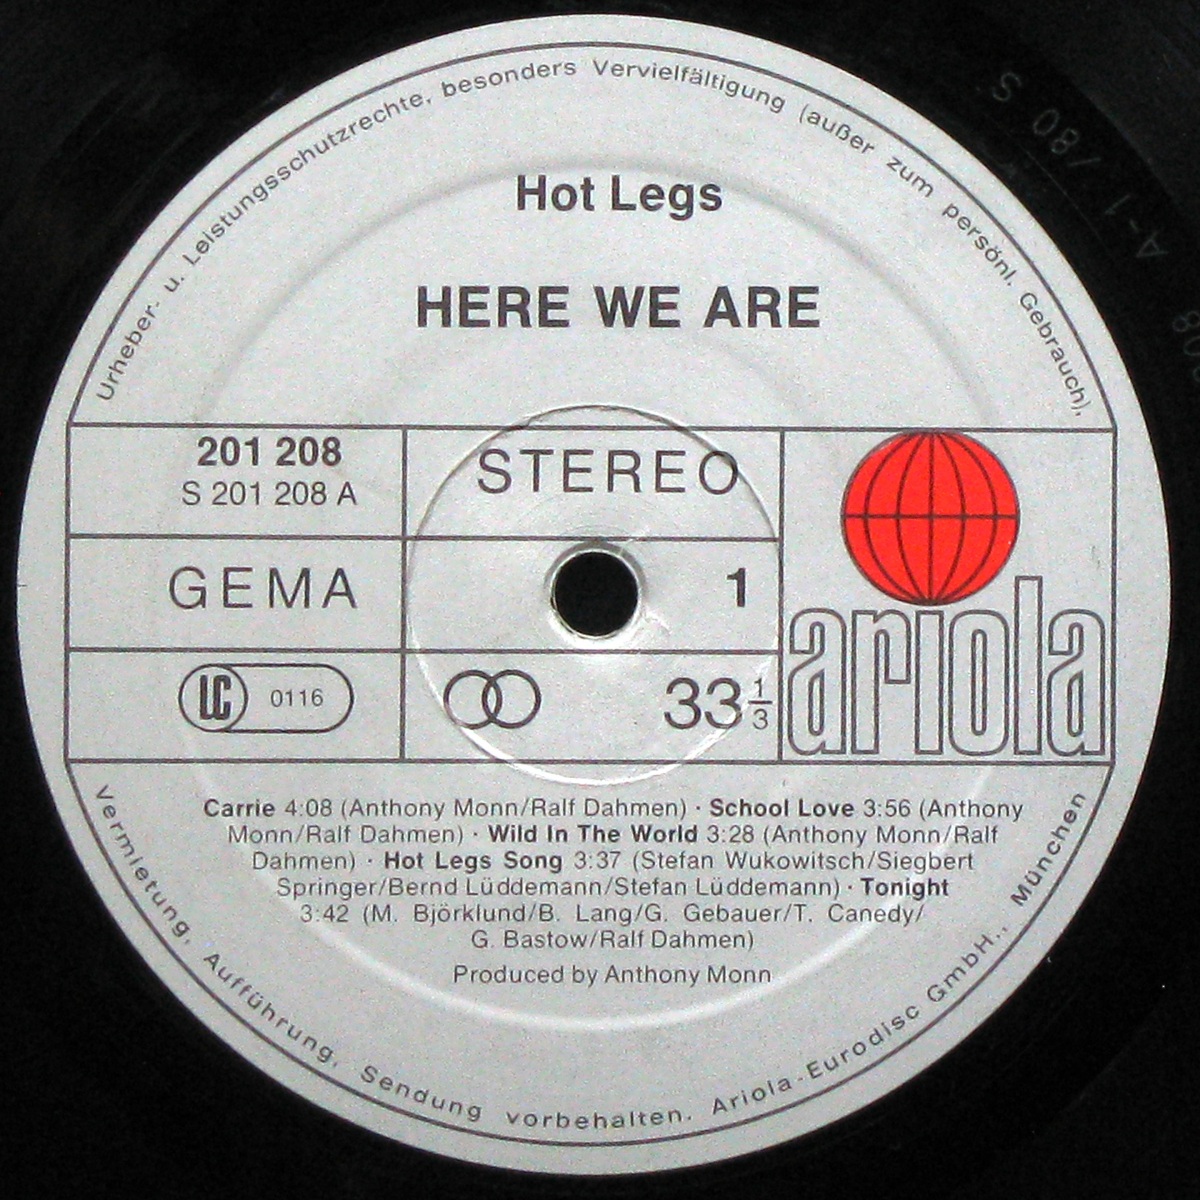 Urheber- u. Leistungsschutzrechte, besonders Vervielfältigung (außer zum persönl. Gebrauch),
Hot Legs
HERE WE ARE
201 208
S 201 208 A
STEREO
GEMA
1
LC 0116
33 1/3
ariola
Carrie 4:08 (Anthony Monn/Ralf Dahmen) · School Love 3:56 (Anthony
Monn/Ralf Dahmen) · Wild In The World 3:28 (Anthony Monn/Ralf
Dahmen) · Hot Legs Song 3:37 (Stefan Wukowitsch/Siegbert
Springer/Bernd Lüddemann/Stefan Lüddemann) · Tonight
3:42 (M. Björklund/B. Lang/G. Gebauer/T. Canedy/
G. Bastow/Ralf Dahmen)
Produced by Anthony Monn
Vermietung, Aufführung, Sendung vorbehalten. Ariola-Eurodisc GmbH., München
A-1 /80 S